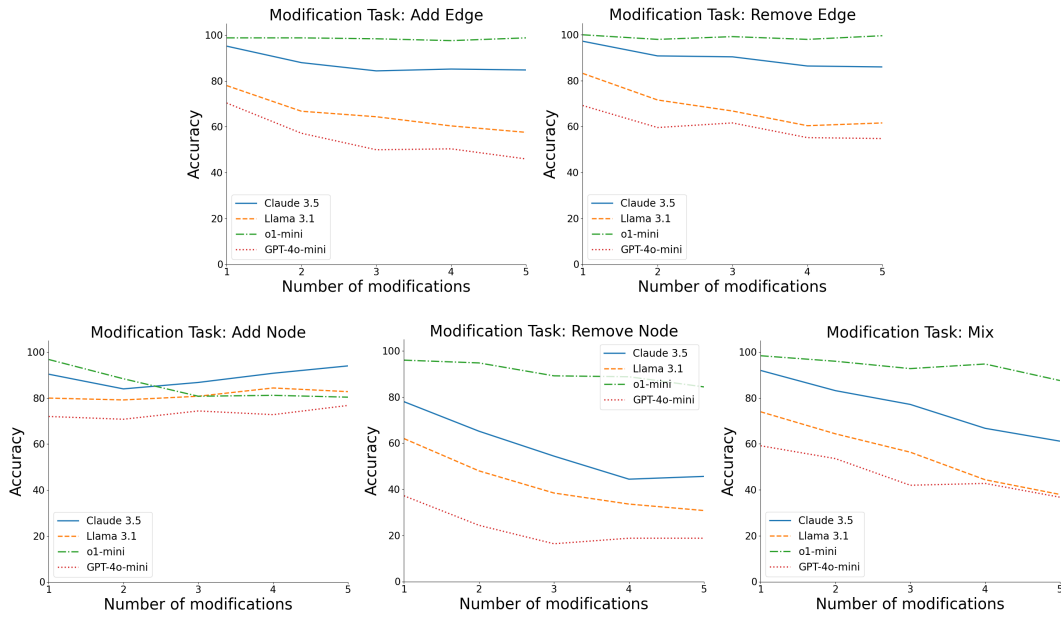 Modification Task: Add Edge
100
80
60
40
20
0
Accuracy
Claude 3.5
Llama 3.1
o1-mini
GPT-4o-mini
1 2 3 4 5
Number of modifications
Modification Task: Remove Edge
100
80
60
40
20
0
Accuracy
Claude 3.5
Llama 3.1
o1-mini
GPT-4o-mini
1 2 3 4 5
Number of modifications
Modification Task: Add Node
100
80
60
40
20
0
Accuracy
Claude 3.5
Llama 3.1
o1-mini
GPT-4o-mini
1 2 3 4 5
Number of modifications
Modification Task: Remove Node
100
80
60
40
20
0
Accuracy
Claude 3.5
Llama 3.1
o1-mini
GPT-4o-mini
1 2 3 4 5
Number of modifications
Modification Task: Mix
100
80
60
40
20
0
Accuracy
Claude 3.5
Llama 3.1
o1-mini
GPT-4o-mini
1 2 3 4 5
Number of modifications